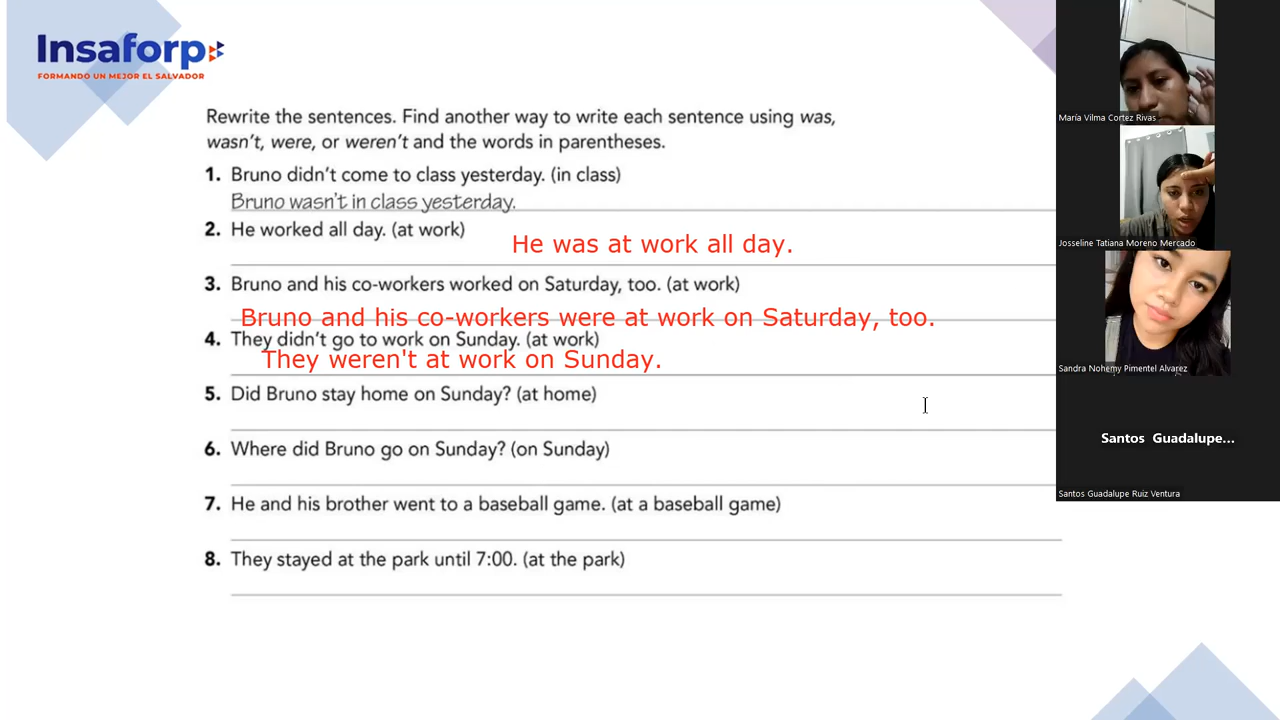 Insaforp
FORMANDO UN MEJOR EL SALVADOR
Rewrite the sentences. Find another way to write each sentence using was,
wasn't, were, or weren't and the words in parentheses.
1. Bruno didn't come to class yesterday. (in class)
Bruno wasn't in class yesterday.
2. He worked all day. (at work)
He was at work all day.
3. Bruno and his co-workers worked on Saturday, too. (at work)
Bruno and his co-workers were at work on Saturday, too.
4. They didn't go to work on Sunday. (at work)
They weren't at work on Sunday.
5. Did Bruno stay home on Sunday? (at home)
6. Where did Bruno go on Sunday? (on Sunday)
7. He and his brother went to a baseball game. (at a baseball game)
8. They stayed at the park until 7:00. (at the park)
María Vilma Cortez Rivas
Josseline Tatiana Moreno Mercado
Sandra Nohemy Pimentel Alvarez
Santos Guadalupe...
Santos Guadalupe Ruiz Ventura